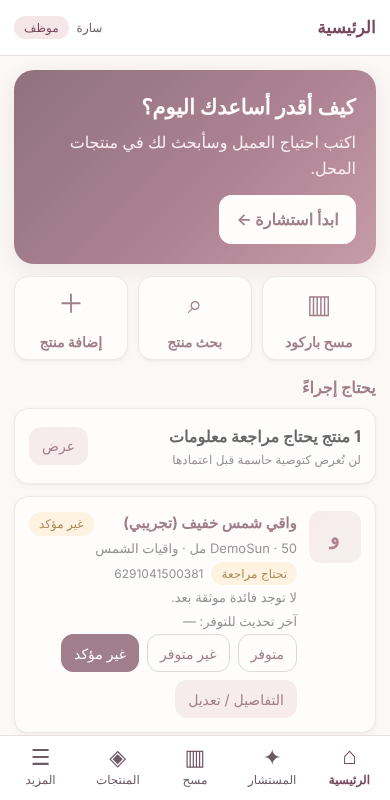 الرئيسية
سارة
موظف
كيف أقدر أساعدك اليوم؟
اكتب احتياج العميل وسأبحث لك في منتجات
المحل.
ابدأ استشارة ←
مسح باركود
بحث منتج
إضافة منتج
يحتاج إجراءً
1 منتج يحتاج مراجعة معلومات
لن تُعرض كتوصية حاسمة قبل اعتمادها
عرض
و
واقي شمس خفيف (تجريبي)
غير مؤكد
DemoSun · 50 مل · واقيات الشمس
تحتاج مراجعة
6291041500381
لا توجد فائدة موثقة بعد.
آخر تحديث للتوفر: —
متوفر
غير متوفر
غير مؤكد
التفاصيل / تعديل
الرئيسية
المستشار
مسح
المنتجات
المزيد